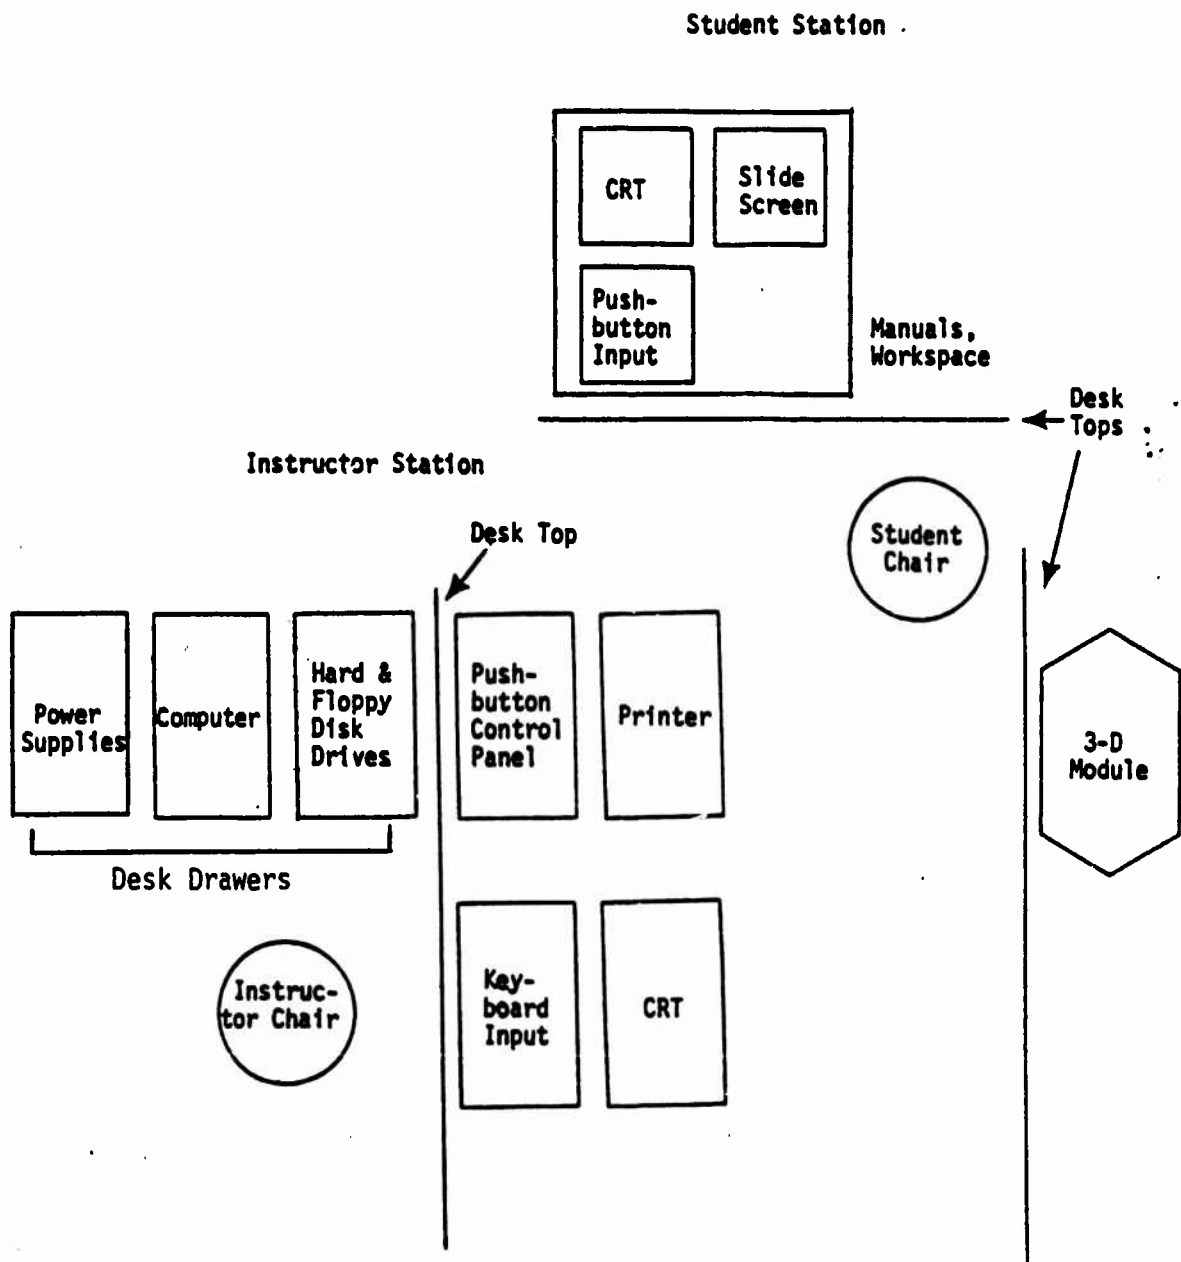 Student Station
CRT
Slide
Screen
Push-
button
Input
Manuals,
Workspace
Desk
Tops
Instructor Station
Desk Top
Student
Chair
Power
Supplies
Computer
Hard &
Floppy
Disk
Drives
Push-
button
Control
Panel
Printer
3-D
Module
Desk Drawers
Instruc-
tor Chair
Key-
board
Input
CRT